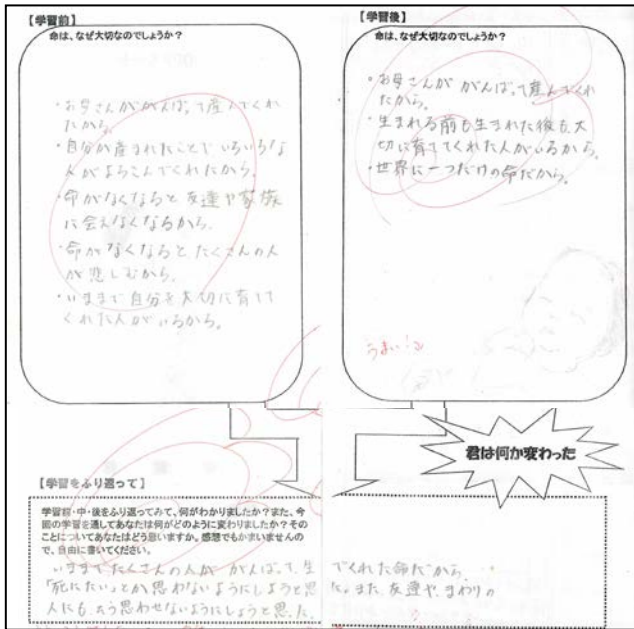 【学習前】
命は、なぜ大切なのでしょうか？
・お母さんががんばって産んでくれ
たから。
・自分が産まれたことでいろいろな
人がよろこんでくれたから。
・命がなくなると友達や家族
に会えなくなるから。
・命がなくなると、たくさんの人
が悲しむから。
・いままで自分を大切に育てて
くれた人がいるから。
【学習後】
命は、なぜ大切なのでしょうか？
・お母さんが がんばって産んでくれ
たから。
・生まれる前も生まれた後も、大
切に育ててくれた人がいるから。
・世界に一つだけの命だから。
うまい！
君は何か変わった
【学習をふり返って】
学習前・中・後をふり返ってみて、何がわかりましたか？また、今
回の学習を通してあなたは何がどのように変わりましたか？その
ことについてあなたはどう思いますか。感想でもかまいませんの
で、自由に書いてください。
いままでたくさんの人が がんばって、生 でくれた命だから、
「死にたい」とか思わないようにしようと思 た。また、友達や、まわりの
人にも、そう思わせないようにしようと思った。